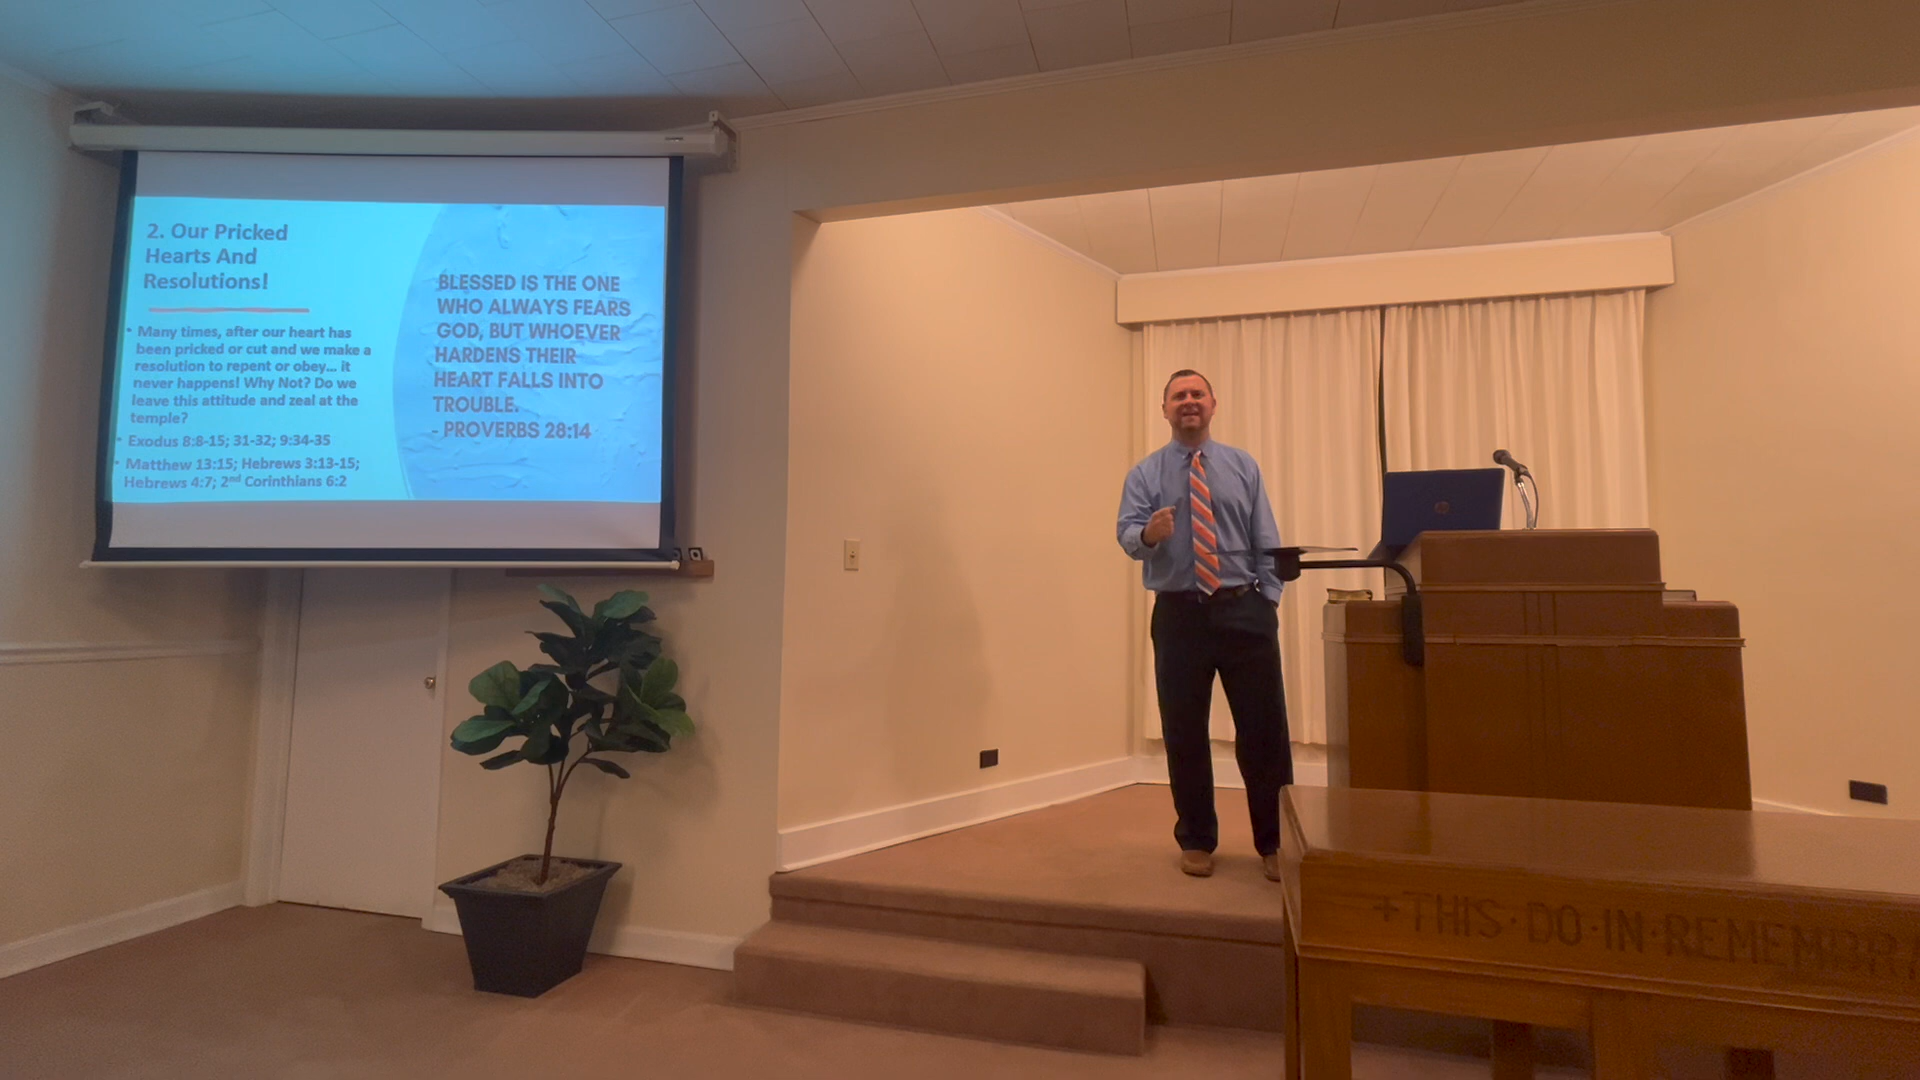 2. Our Pricked
Hearts And
Resolutions!
• Many times, after our heart has
been pricked or cut and we make a
resolution to repent or obey... it
never happens! Why Not? Do we
leave this attitude and zeal at the
temple?
• Exodus 8:8-15; 31-32; 9:34-35
• Matthew 13:15; Hebrews 3:13-15;
Hebrews 4:7; 2nd Corinthians 6:2
BLESSED IS THE ONE
WHO ALWAYS FEARS
GOD, BUT WHOEVER
HARDENS THEIR
HEART FALLS INTO
TROUBLE.
- PROVERBS 28:14
+THIS·DO·IN·REMEMBRA